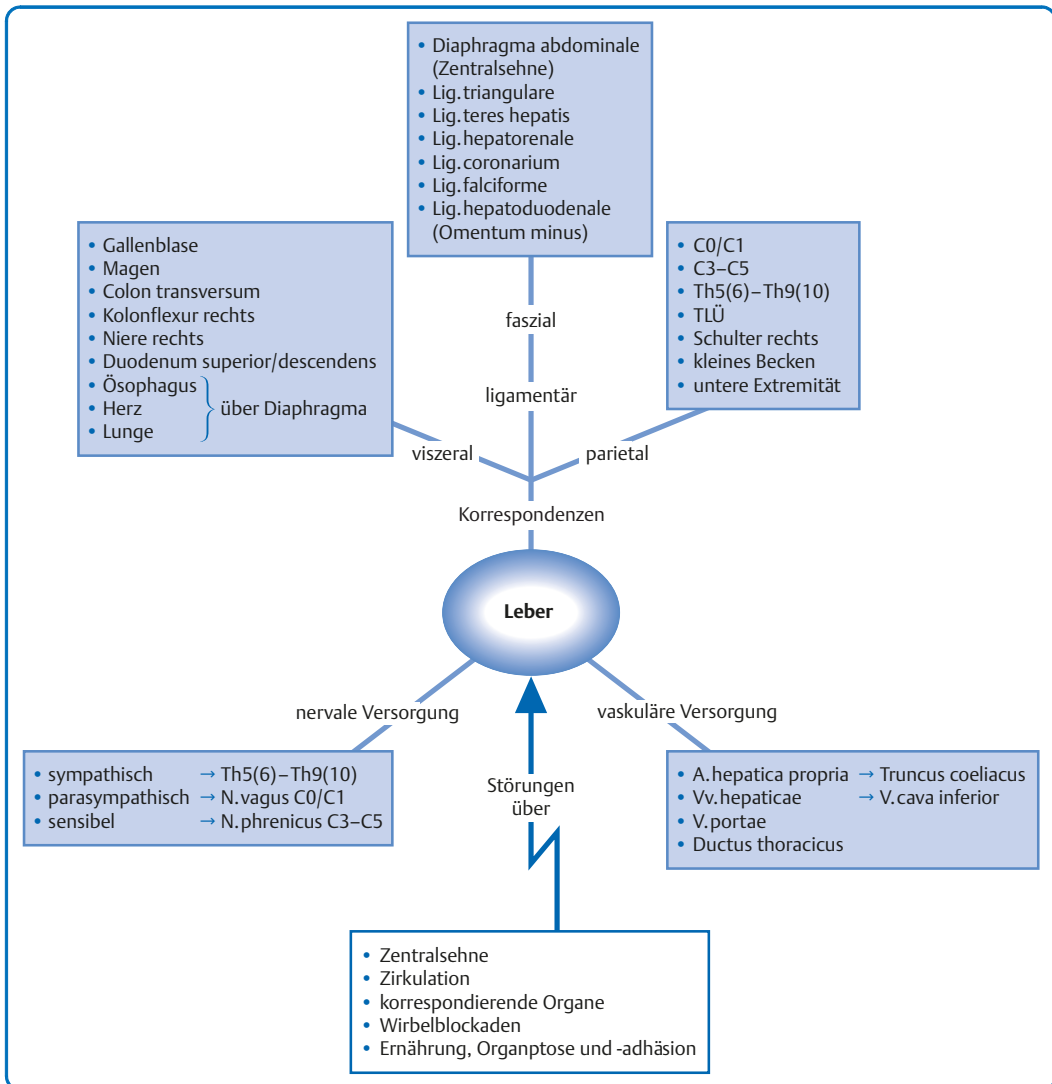 • Diaphragma abdominale
(Zentralsehne)
• Lig. triangulare
• Lig. teres hepatis
• Lig. hepatorenale
• Lig. coronarium
• Lig. falciforme
• Lig. hepatoduodenale
(Omentum minus)
• Gallenblase
• Magen
• Colon transversum
• Kolonflexur rechts
• Niere rechts
• Duodenum superior/descendens
• Ösophagus
• Herz
• Lunge
über Diaphragma
• C0/C1
• C3–C5
• Th5(6)–Th9(10)
• TLÜ
• Schulter rechts
• kleines Becken
• untere Extremität
faszial
ligamentär
viszeral
parietal
Korrespondenzen
Leber
nervale Versorgung
vaskuläre Versorgung
• sympathisch → Th5(6)–Th9(10)
• parasympathisch → N. vagus C0/C1
• sensibel → N. phrenicus C3–C5
Störungen
über
• A. hepatica propria → Truncus coeliacus
• Vv. hepaticae → V. cava inferior
• V. portae
• Ductus thoracicus
• Zentralsehne
• Zirkulation
• korrespondierende Organe
• Wirbelblockaden
• Ernährung, Organptose und -adhäsion